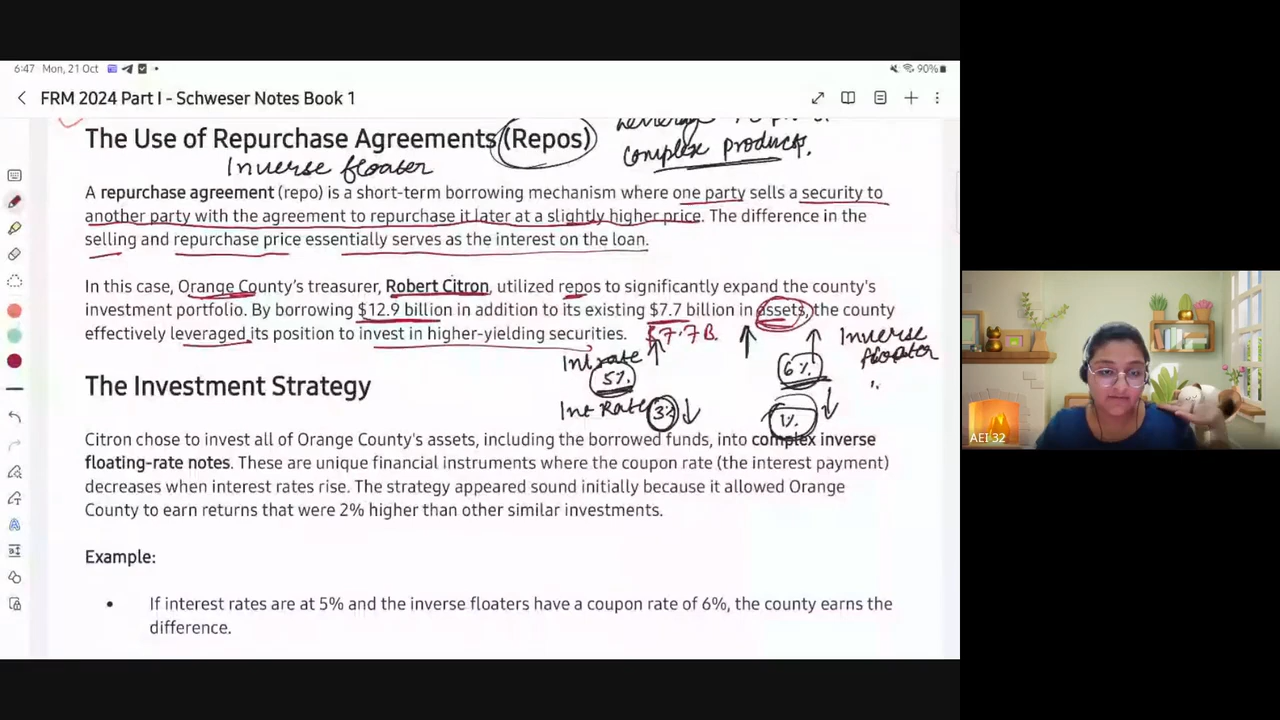 6:47 Mon, 21 Oct
90%
FRM 2024 Part I - Schweser Notes Book 1
The Use of Repurchase Agreements (Repos)
complex products.
Inverse floater
A repurchase agreement (repo) is a short-term borrowing mechanism where one party sells a security to
another party with the agreement to repurchase it later at a slightly higher price. The difference in the
selling and repurchase price essentially serves as the interest on the loan.
In this case, Orange County's treasurer, Robert Citron, utilized repos to significantly expand the county's
investment portfolio. By borrowing $12.9 billion in addition to its existing $7.7 billion in assets, the county
effectively leveraged its position to invest in higher-yielding securities.
$7.7 B.
Inverse
floater
Int rate
5%
6%
Int Rate
3%
1%
The Investment Strategy
Citron chose to invest all of Orange County's assets, including the borrowed funds, into complex inverse
floating-rate notes. These are unique financial instruments where the coupon rate (the interest payment)
decreases when interest rates rise. The strategy appeared sound initially because it allowed Orange
County to earn returns that were 2% higher than other similar investments.
Example:
• If interest rates are at 5% and the inverse floaters have a coupon rate of 6%, the county earns the
difference.
AEI 32